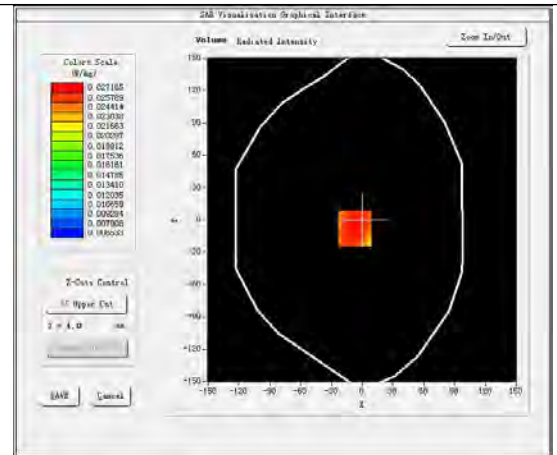 SAR Visualisation Graphical Interface
Volume Radiated Intensity
Zoom In/Out
Colors Scale
(W/kg)
0.027165
0.025789
0.024414
0.023038
0.021663
0.018912
0.017536
0.016161
0.014785
0.013410
0.012035
0.010659
0.009284
0.007908
Z-Cuts Control
Upper Cut
Z = 4.0 mm
SAVE
Cancel
150
120
90
60
30
0
-30
-60
-90
-120
-150
-150 -120 -90 -60 -30 0 30 60 90 120 150
X